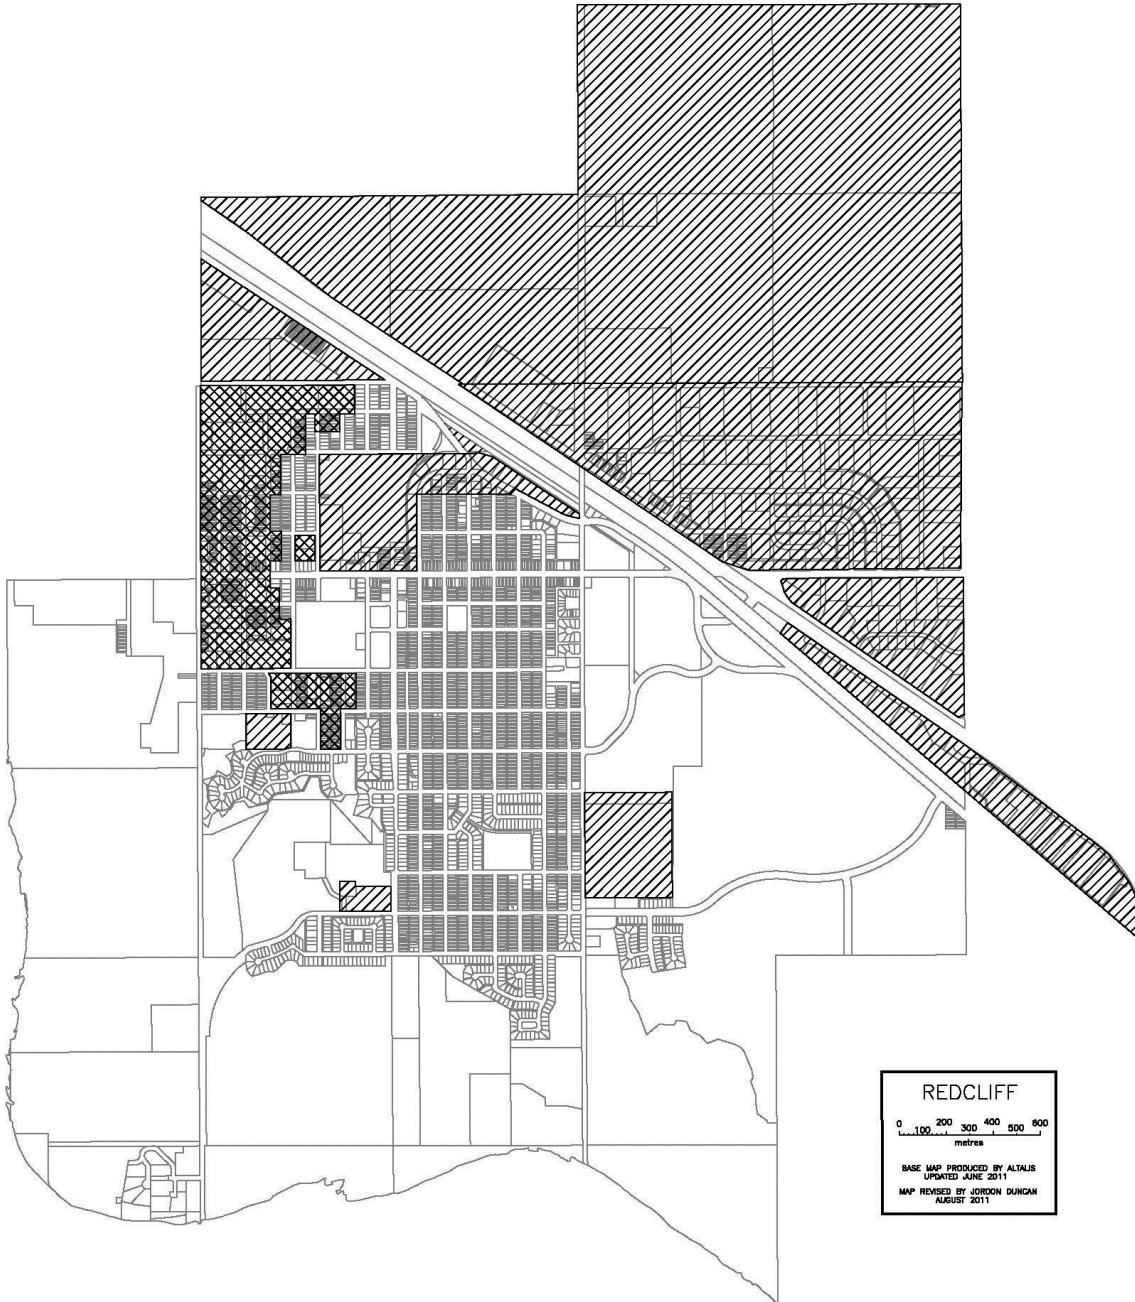 REDCLIFF
0 100 200 300 400 500 600
metres
BASE MAP PRODUCED BY ALTALIS
UPDATED JUNE 2011
MAP REVISED BY JORDON DUNCAN
AUGUST 2011